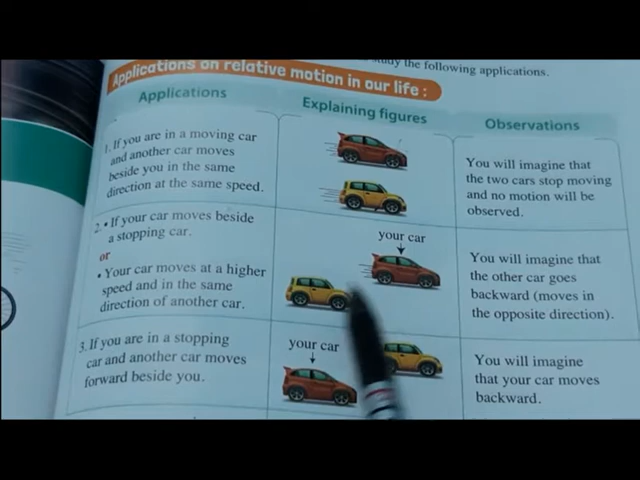 study the following applications.
Applications on relative motion in our life :
Applications
Explaining figures
Observations
1. If you are in a moving car
and another car moves
beside you in the same
direction at the same speed.
You will imagine that
the two cars stop moving
and no motion will be
observed.
2. • If your car moves beside
a stopping car.
or
• Your car moves at a higher
speed and in the same
direction of another car.
your car
You will imagine that
the other car goes
backward (moves in
the opposite direction).
3. If you are in a stopping
car and another car moves
forward beside you.
your car
You will imagine
that your car moves
backward.